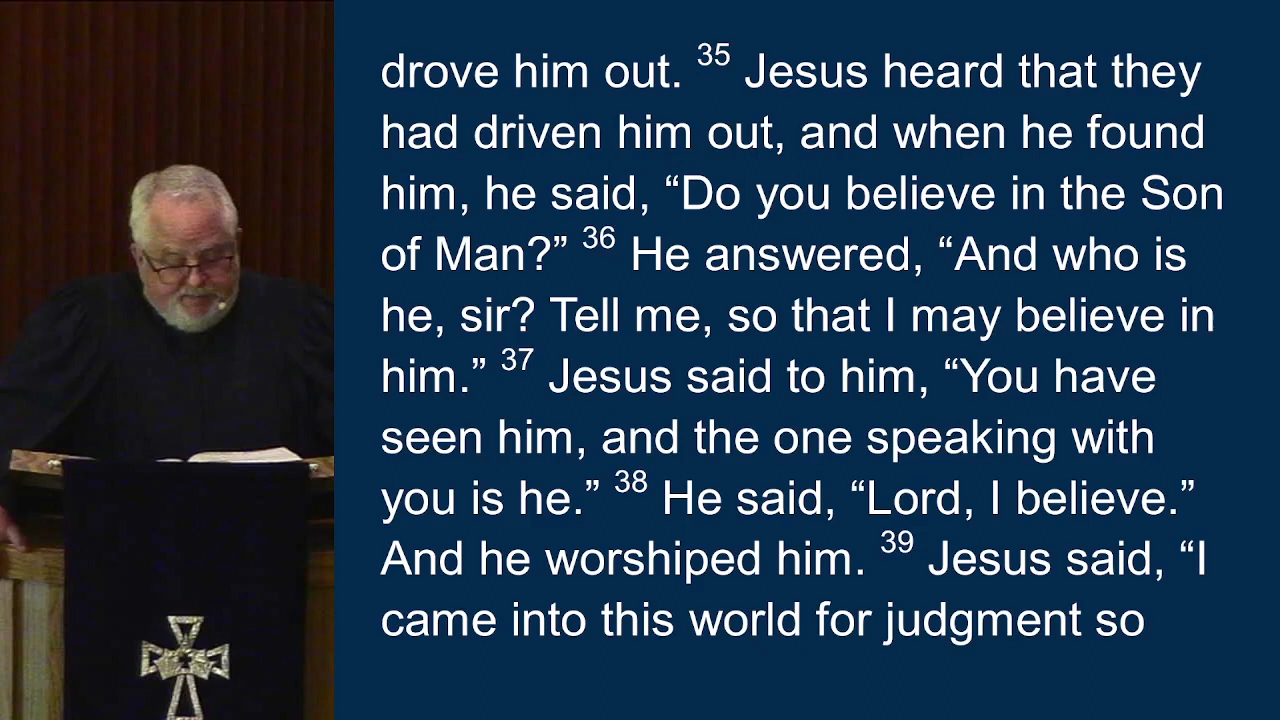 drove him out. 35 Jesus heard that they
had driven him out, and when he found
him, he said, “Do you believe in the Son
of Man?” 36 He answered, “And who is
he, sir? Tell me, so that I may believe in
him.” 37 Jesus said to him, “You have
seen him, and the one speaking with
you is he.” 38 He said, “Lord, I believe.”
And he worshiped him. 39 Jesus said, “I
came into this world for judgment so